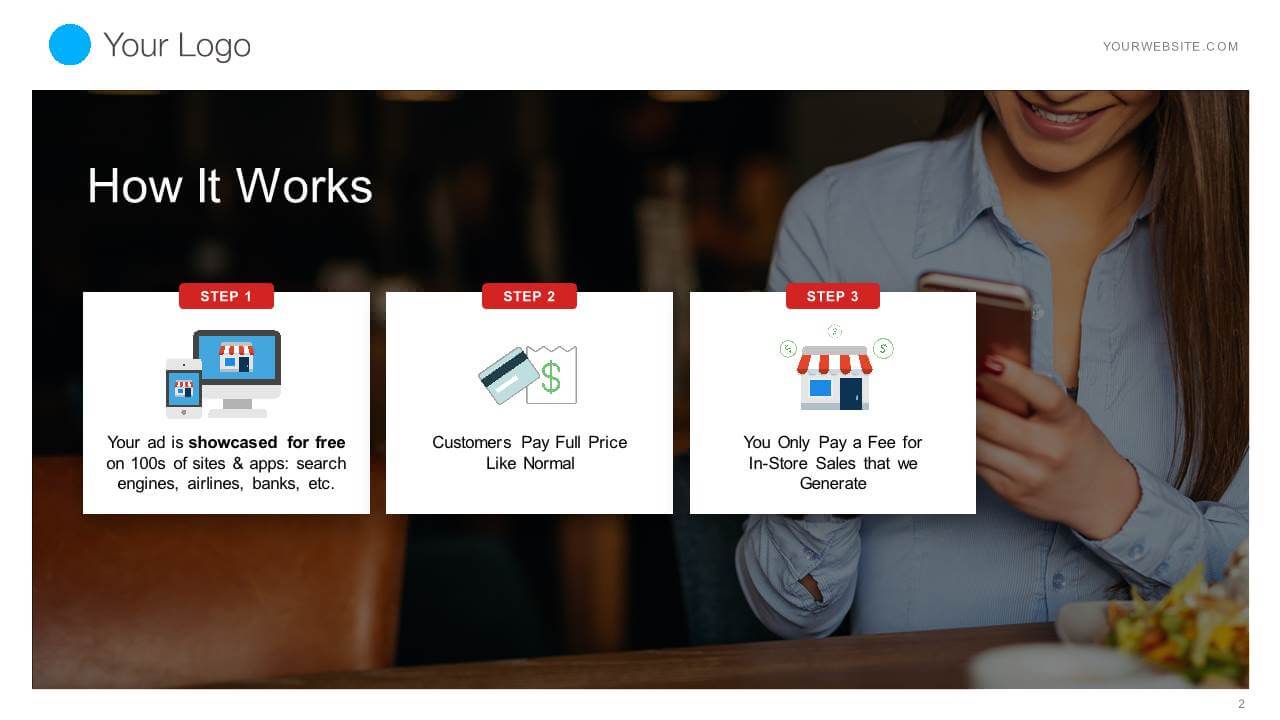 Your Logo
YOURWEBSITE.COM
How It Works
STEP 1
Your ad is showcased for free
on 100s of sites & apps: search
engines, airlines, banks, etc.
STEP 2
$
Customers Pay Full Price
Like Normal
STEP 3
$ $ $
You Only Pay a Fee for
In-Store Sales that we
Generate
2